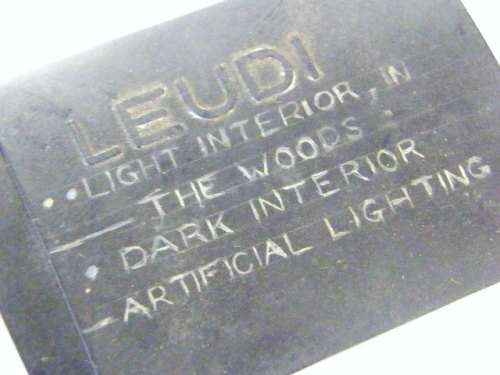 LEUDI
LIGHT INTERIOR, IN
THE WOODS.
DARK INTERIOR
ARTIFICIAL LIGHTING